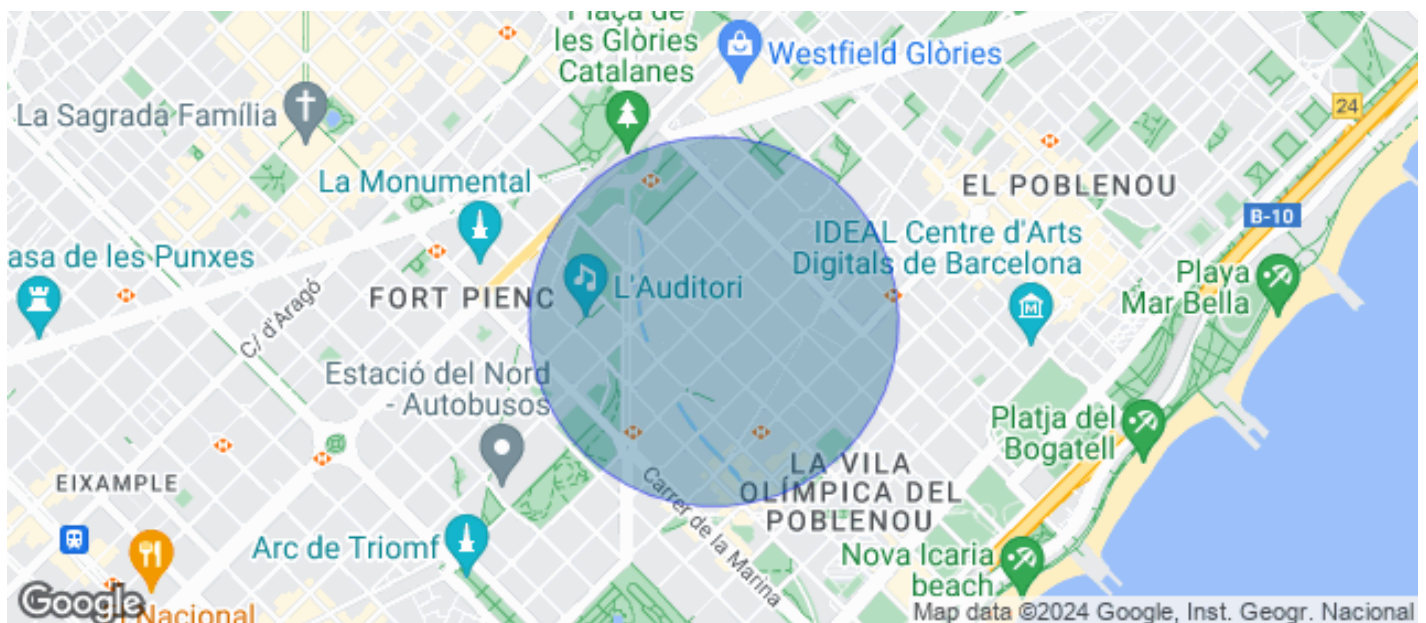 Plaça de
les Glòries
Catalanes
Westfield Glòries
La Sagrada Família
24
La Monumental
EL POBLENOU
B-10
IDEAL Centre d'Arts
Digitals de Barcelona
asa de les Punxes
Playa
Mar Bella
FORT PIENC
L'Auditori
C/ d'Aragó
Estació del Nord
- Autobusos
Platja del
Bogatell
EIXAMPLE
LA VILA
OLÍMPICA DEL
POBLENOU
Carrer de la Marina
Arc de Triomf
Nova Icaria
beach
Google
Nacional
Map data ©2024 Google, Inst. Geogr. Nacional